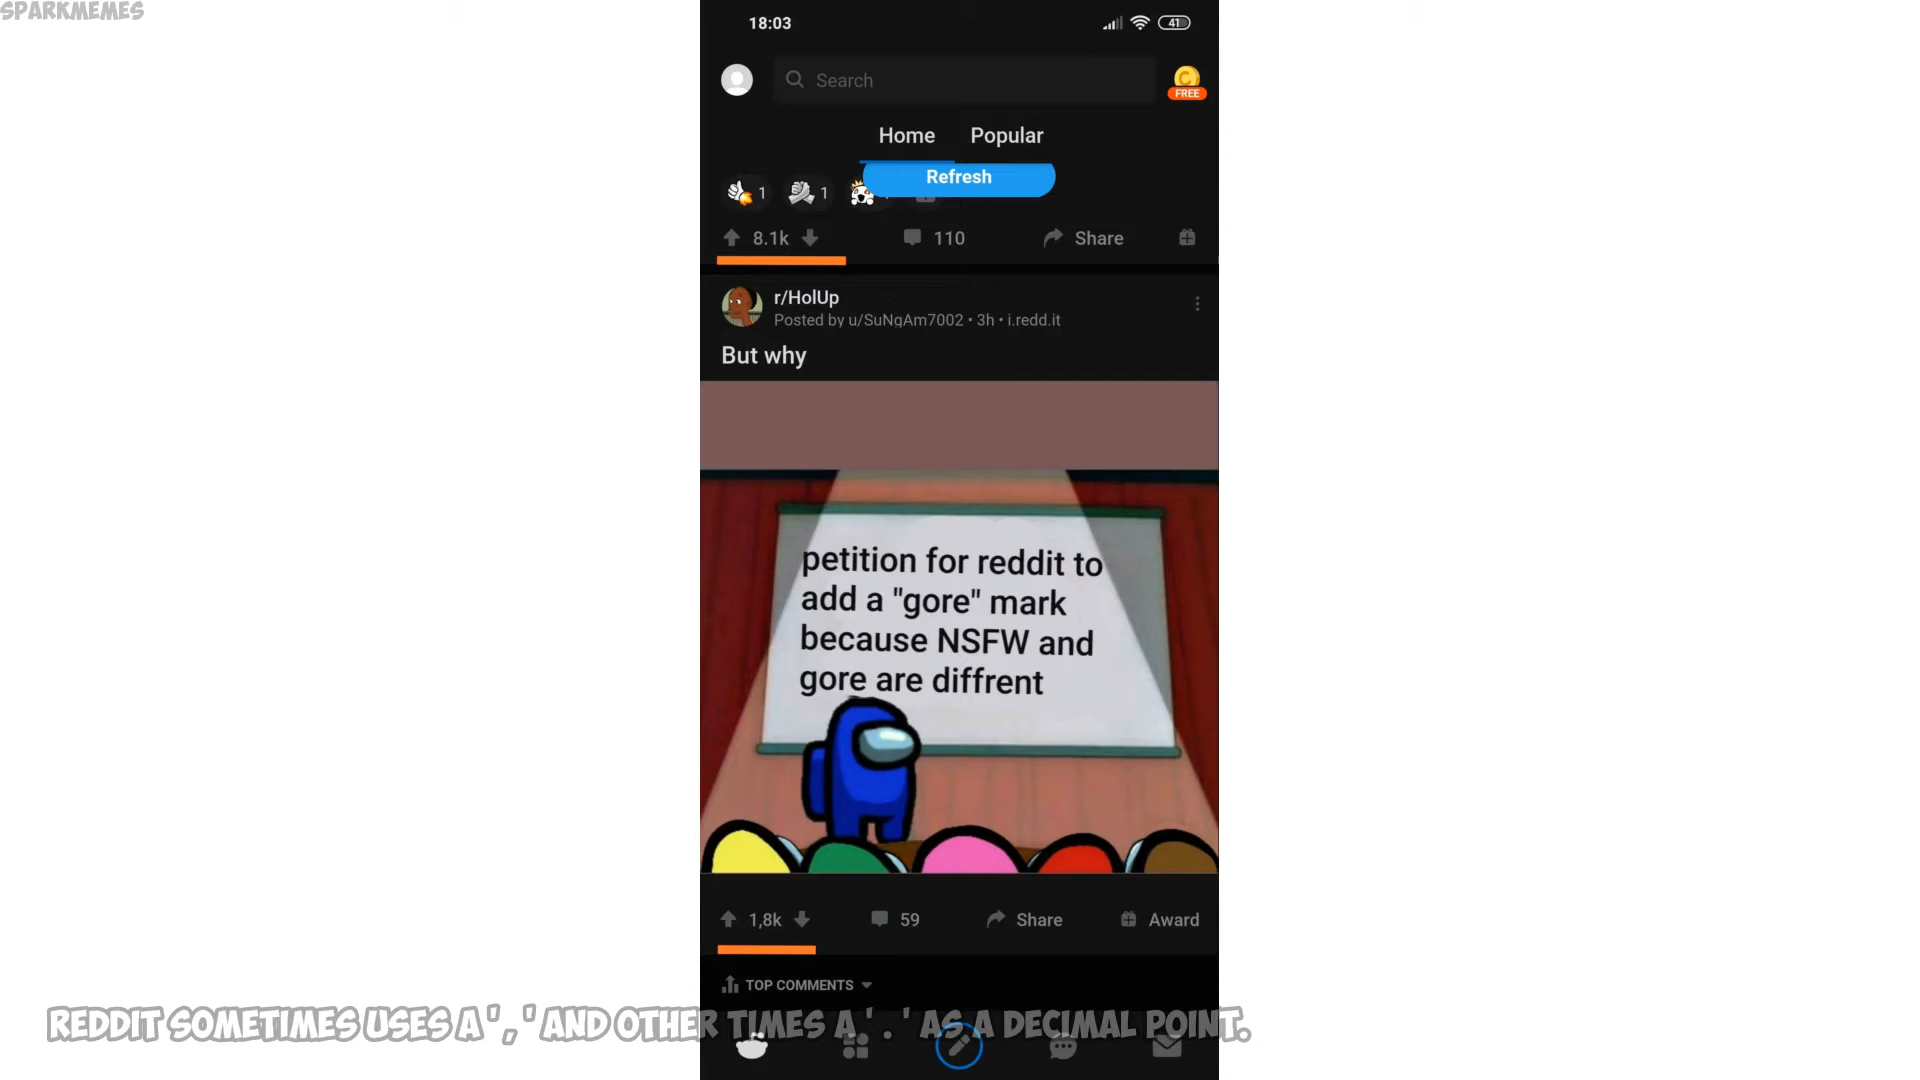 SPARKMEMES
18:03
41
Search
FREE
Home Popular
Refresh
1 1
8.1k 110 Share
r/HolUp
Posted by u/SuNgAm7002 • 3h • i.redd.it
But why
petition for reddit to
add a "gore" mark
because NSFW and
gore are diffrent
1,8k 59 Share Award
TOP COMMENTS
REDDIT SOMETIMES USES A ',' AND OTHER TIMES A '.' AS A DECIMAL POINT.